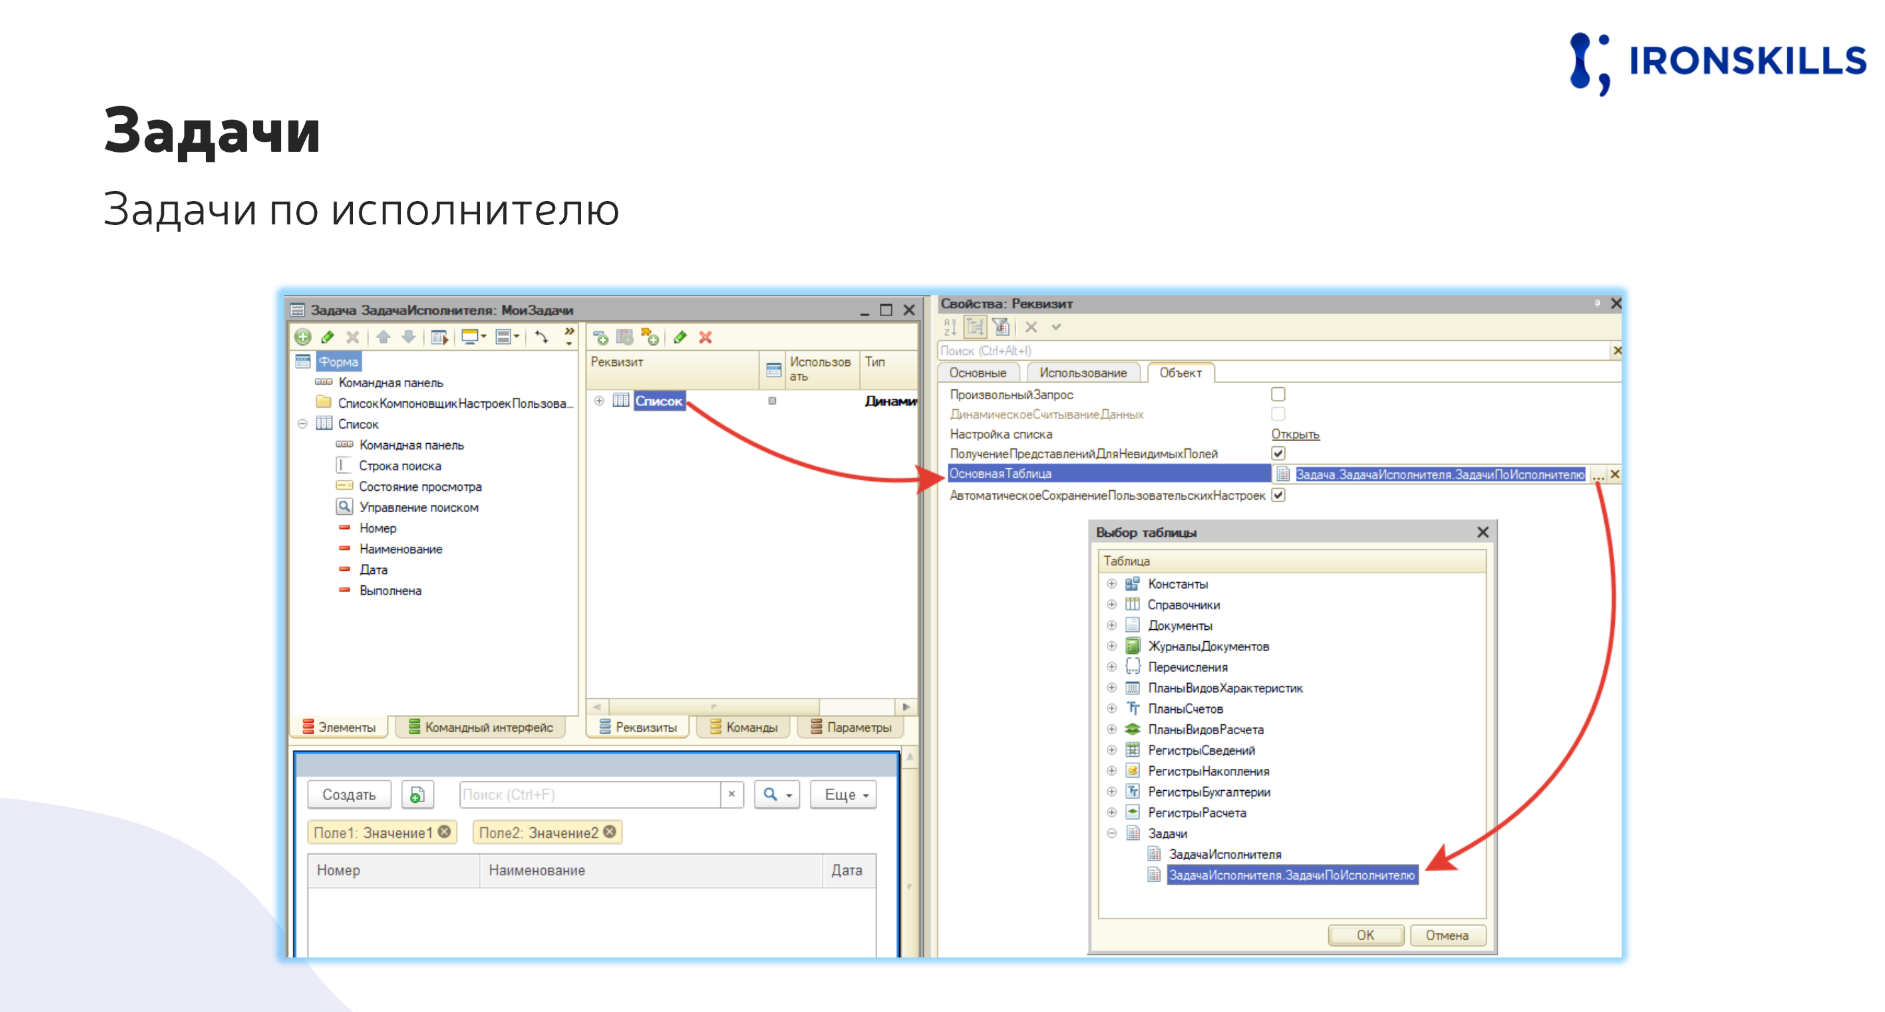 IRONSKILLS
Задачи
Задачи по исполнителю
Задача ЗадачаИсполнителя: МоиЗадачи
Форма
Командная панель
СписокКомпоновщикНастроекПользова...
Список
Командная панель
Строка поиска
Состояние просмотра
Управление поиском
Номер
Наименование
Дата
Выполнена
Элементы
Командный интерфейс
Реквизит
Использовать
Тип
Список
Динами
Реквизиты
Команды
Параметры
Создать
Поиск (Ctrl+F)
Еще
Поле1: Значение1
Поле2: Значение2
Номер
Наименование
Дата
Свойства: Реквизит
Поиск (Ctrl+Alt+I)
Основные
Использование
Объект
ПроизвольныйЗапрос
ДинамическоеСчитываниеДанных
Настройка списка
Открыть
ПолучениеПредставленийДляНевидимыхПолей
ОсновнаяТаблица
Задача.ЗадачаИсполнителя.ЗадачиПоИсполнителю
...
АвтоматическоеСохранениеПользовательскихНастроек
Выбор таблицы
Таблица
Константы
Справочники
Документы
ЖурналыДокументов
Перечисления
ПланыВидовХарактеристик
ПланыСчетов
ПланыВидовРасчета
РегистрыСведений
РегистрыНакопления
РегистрыБухгалтерии
РегистрыРасчета
Задачи
ЗадачаИсполнителя
ЗадачаИсполнителя.ЗадачиПоИсполнителю
OK
Отмена